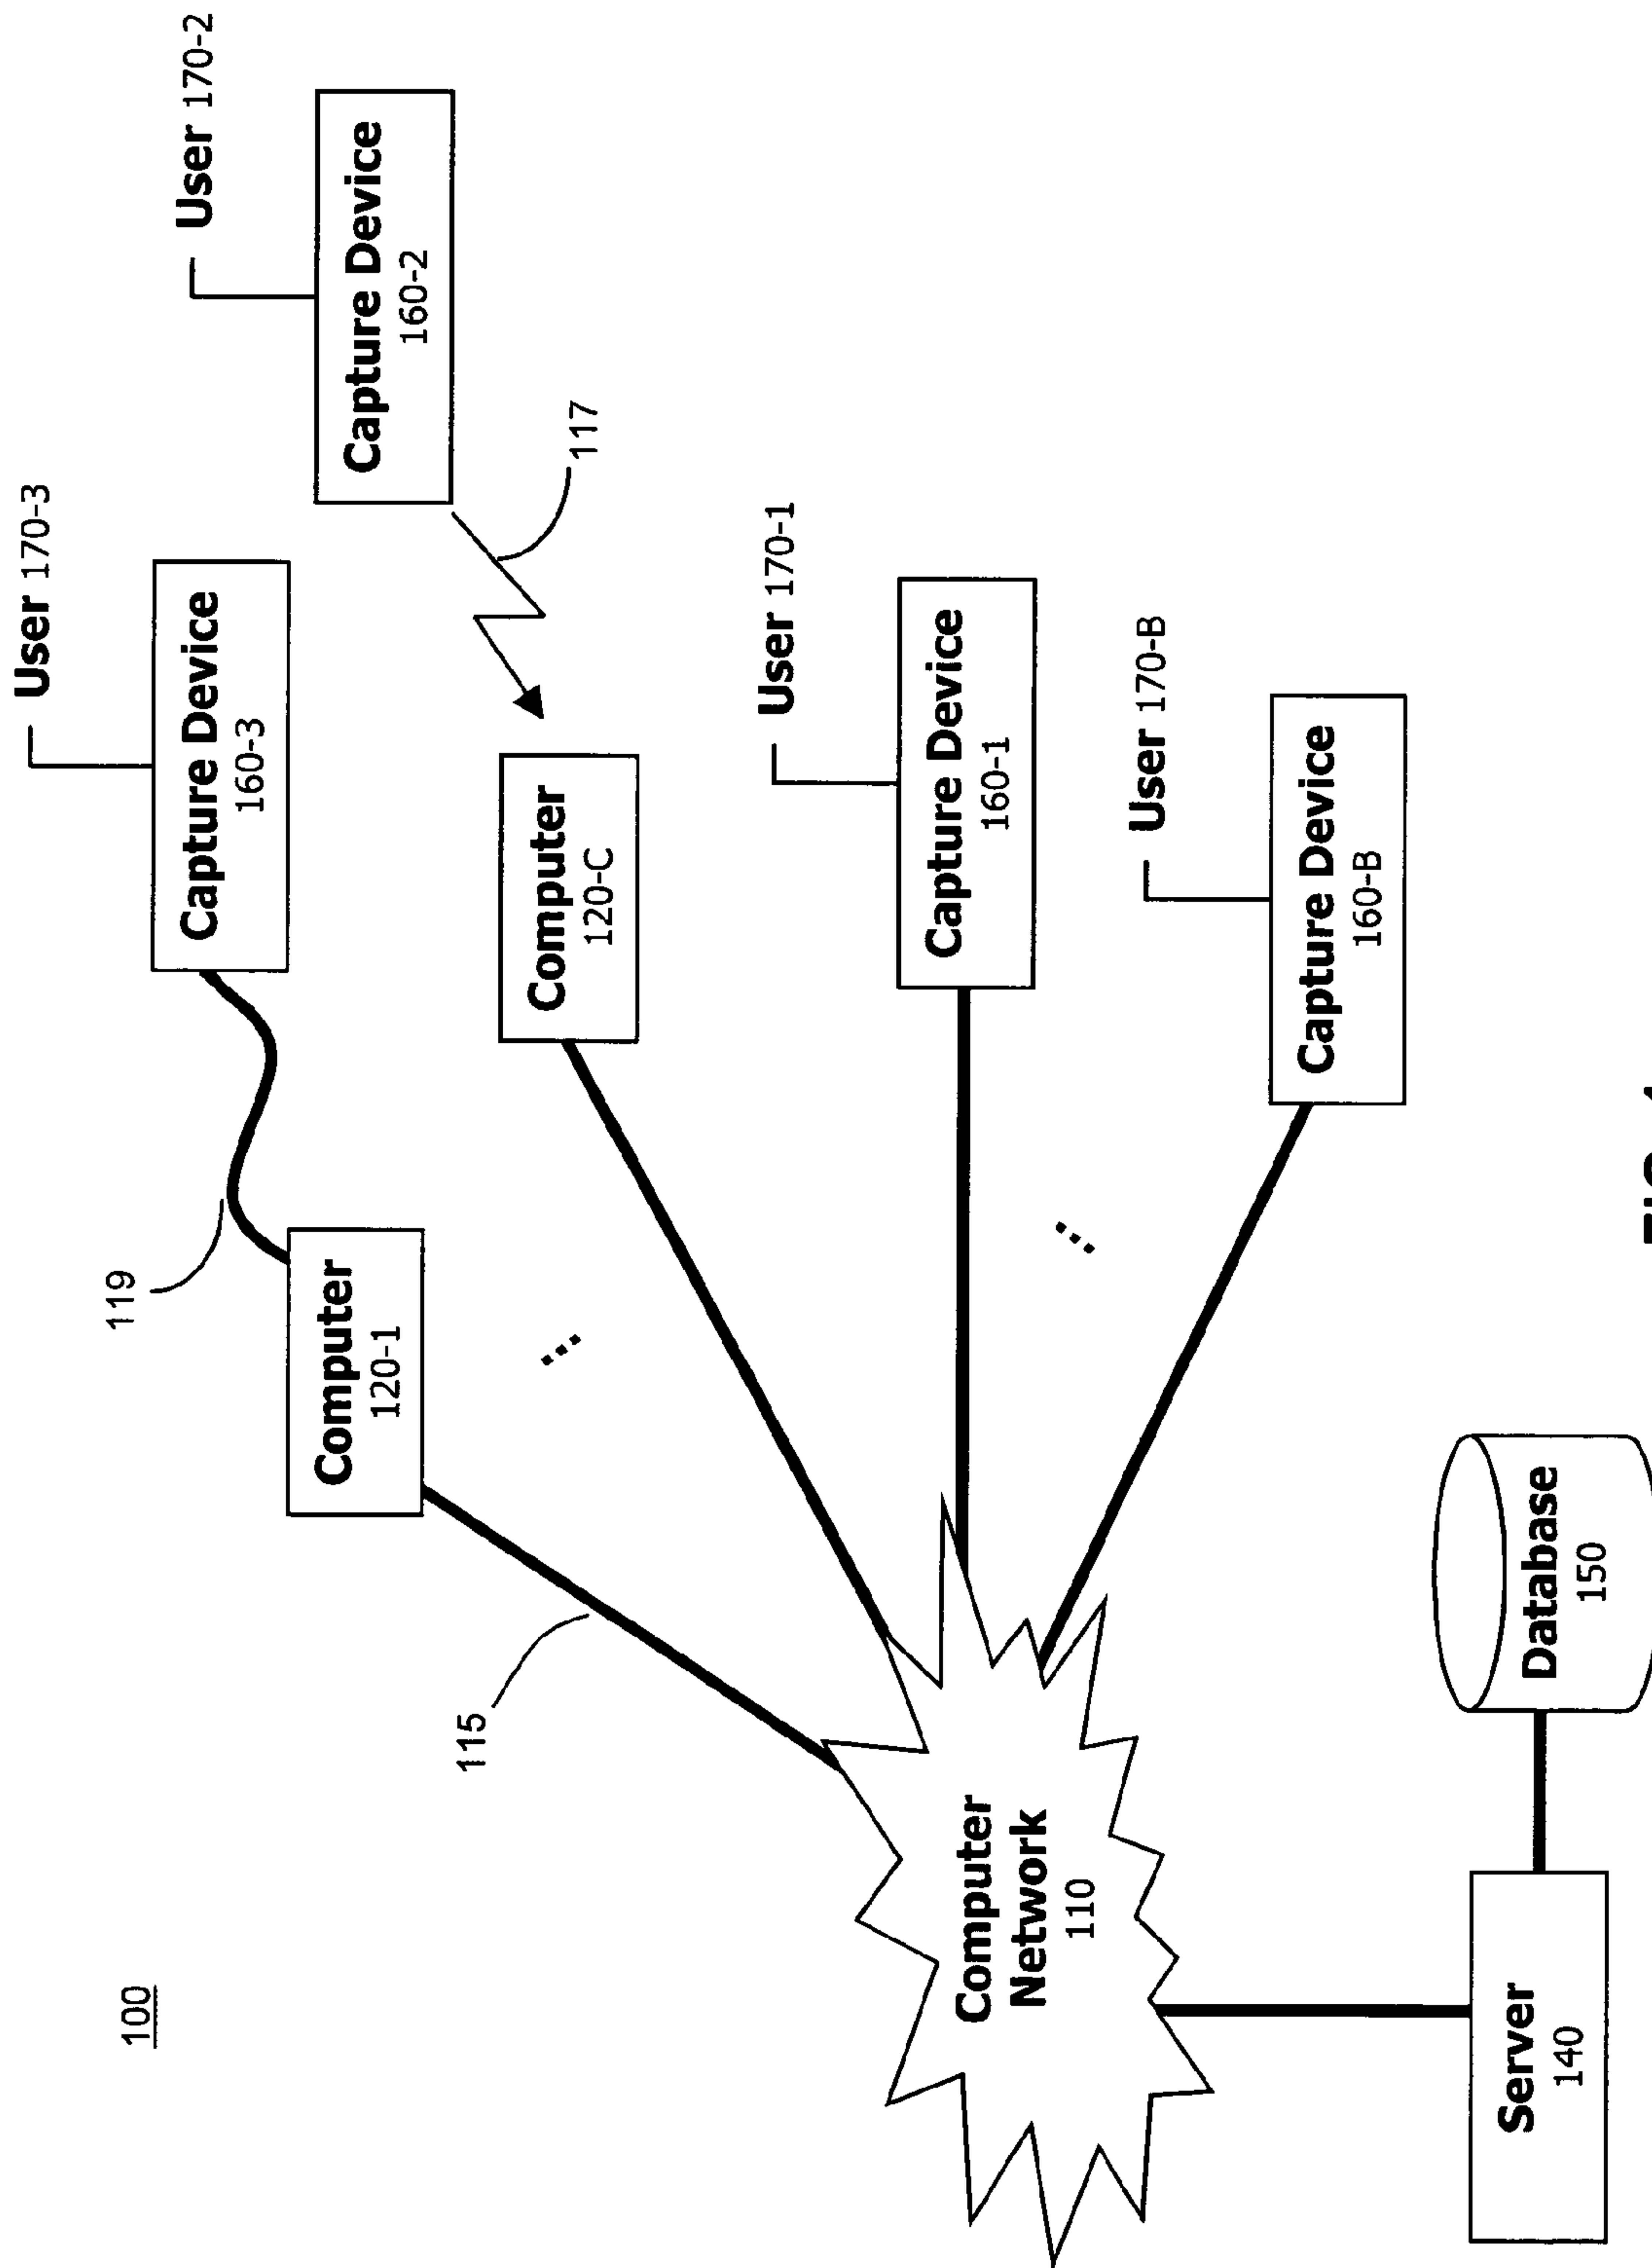 100
User 170-3
Capture Device
160-3
User 170-2
Capture Device
160-2
119
Computer
120-1
117
Computer
120-C
115
User 170-1
Capture Device
160-1
Computer
Network
110
User 170-B
Capture Device
160-B
Server
140
Database
150